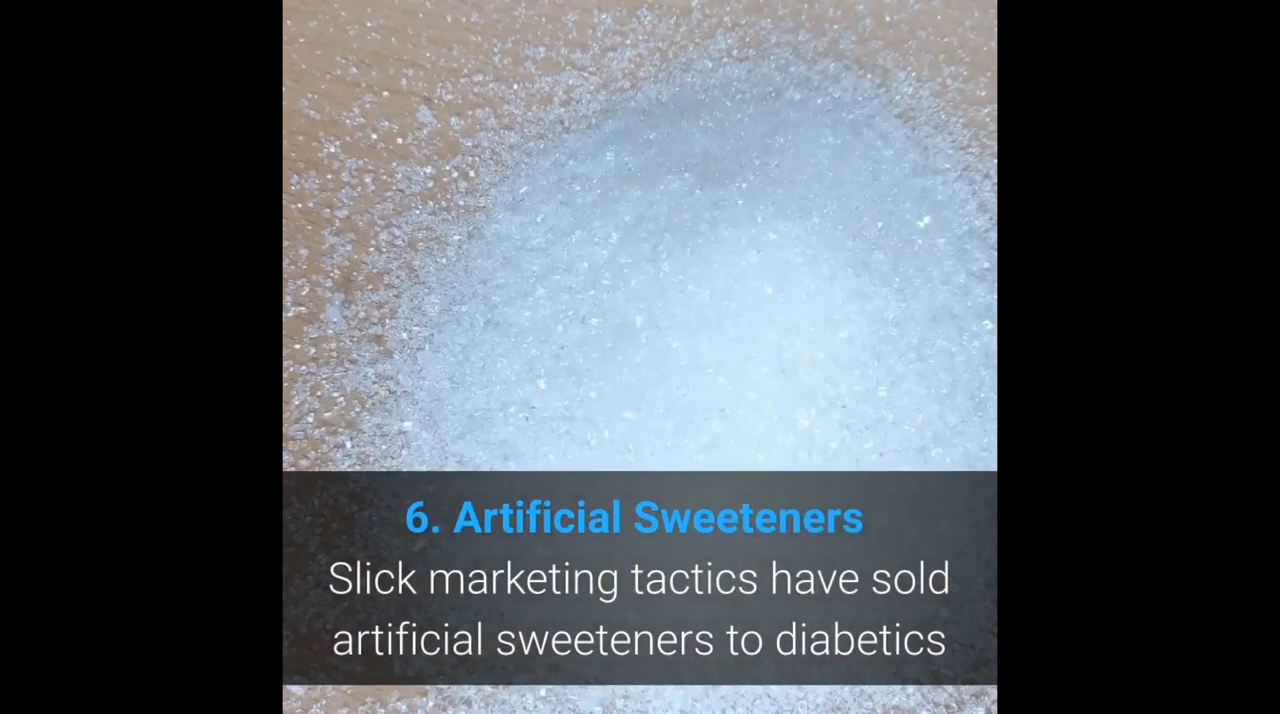 6. Artificial Sweeteners
Slick marketing tactics have sold
artificial sweeteners to diabetics